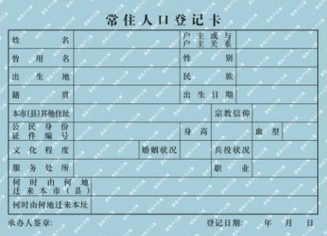 常住人口登记卡
姓名
户主或与
户主关系
曾用名
性别
出生地
民族
籍贯
出生日期
本市(县)其他住址
宗教信仰
公民身份
证件编号
身高
血型
文化程度
婚姻状况
兵役状况
服务处所
职业
何时由何地
迁来本市(县)
何时由何地迁来本址
承办人签章:
登记日期: 年 月 日